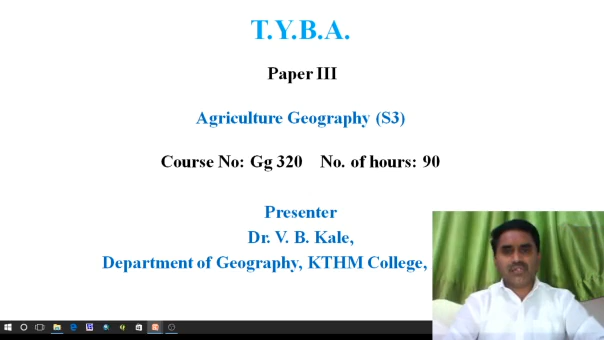 T.Y.B.A.
Paper III
Agriculture Geography (S3)
Course No: Gg 320 No. of hours: 90
Presenter
Dr. V. B. Kale,
Department of Geography, KTHM College,